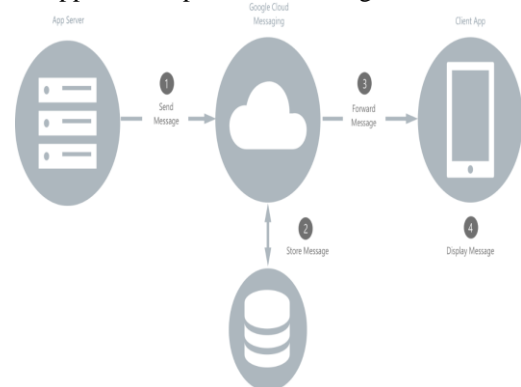 App Server
Google Cloud
Messaging
Client App
1
Send
Message
3
Forward
Message
2
Store Message
4
Display Message